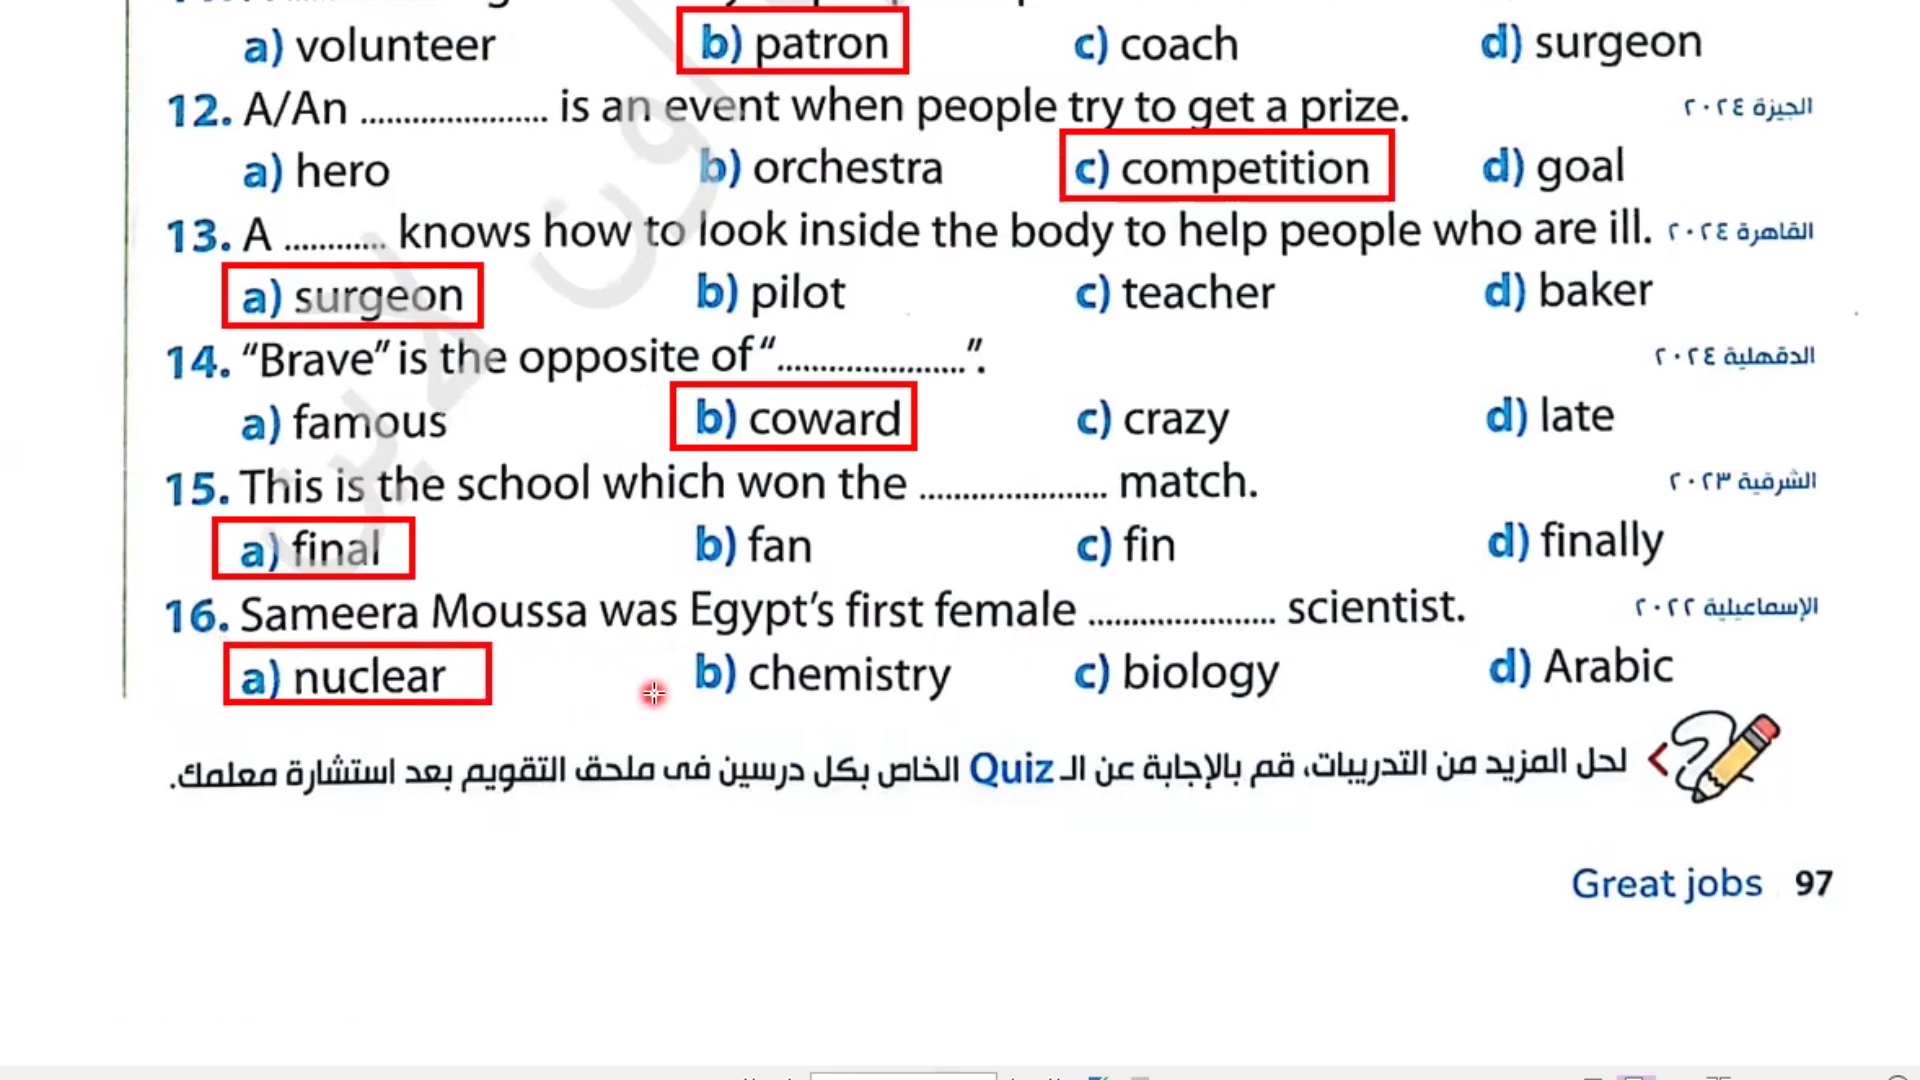 a) volunteer b) patron c) coach d) surgeon
12. A/An ..................... is an event when people try to get a prize. الجيزة ٢٠٢٤
a) hero b) orchestra c) competition d) goal
13. A ............ knows how to look inside the body to help people who are ill. القاهرة ٢٠٢٤
a) surgeon b) pilot c) teacher d) baker
14. “Brave” is the opposite of “.....................”. الدقهلية ٢٠٢٤
a) famous b) coward c) crazy d) late
15. This is the school which won the ..................... match. الشرقية ٢٠٢٣
a) final b) fan c) fin d) finally
16. Sameera Moussa was Egypt’s first female ..................... scientist. الإسماعيلية ٢٠٢٢
a) nuclear b) chemistry c) biology d) Arabic
لحل المزيد من التدريبات، قم بالإجابة عن الـ Quiz الخاص بكل درسين فى ملحق التقويم بعد استشارة معلمك.
Great jobs 97